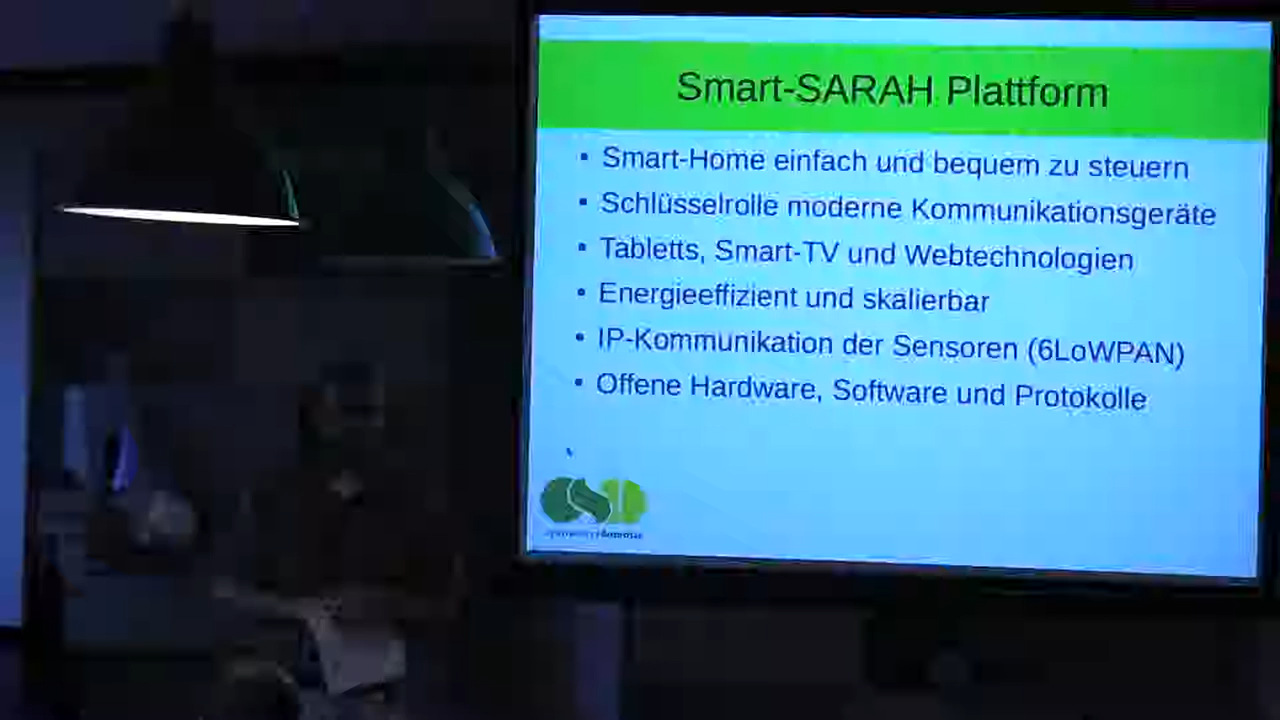 Smart-SARAH Plattform
• Smart-Home einfach und bequem zu steuern
• Schlüsselrolle moderne Kommunikationsgeräte
• Tabletts, Smart-TV und Webtechnologien
• Energieeffizient und skalierbar
• IP-Kommunikation der Sensoren (6LoWPAN)
• Offene Hardware, Software und Protokolle